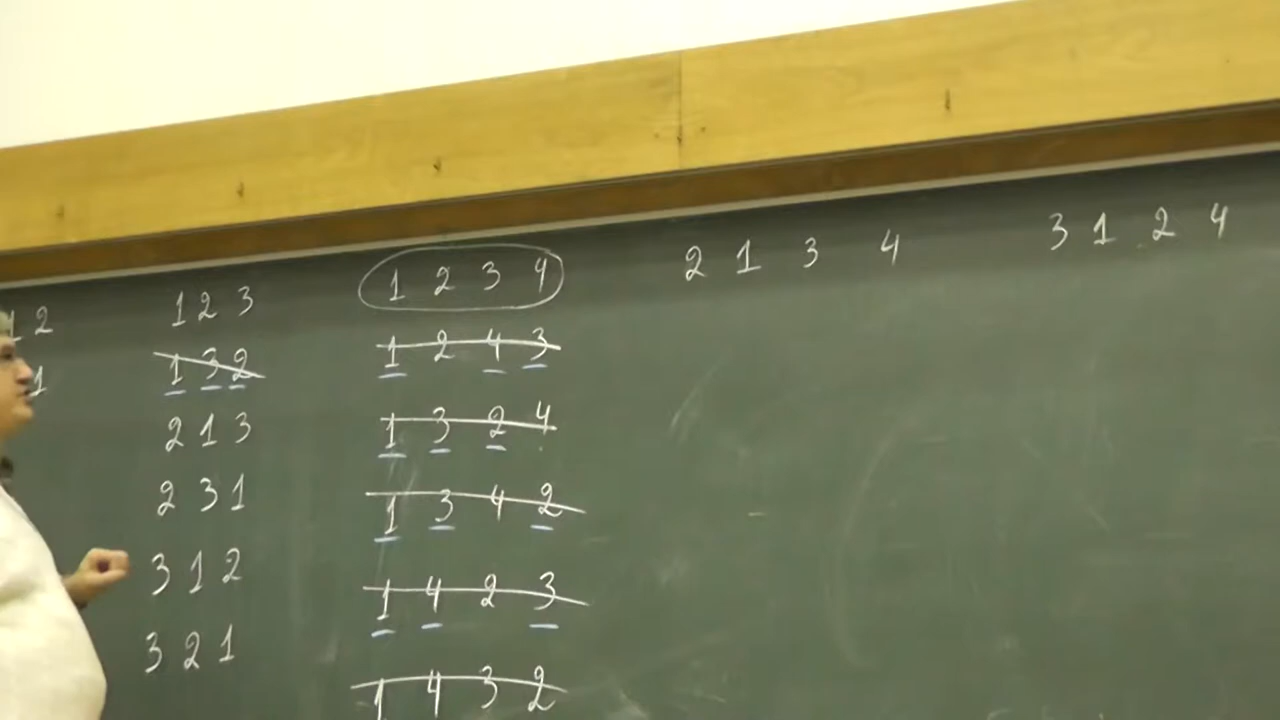 1 2
1
1 2 3
1 3 2
2 1 3
2 3 1
3 1 2
3 2 1
1 2 3 4
1 2 4 3
1 3 2 4
1 3 4 2
1 4 2 3
1 4 3 2
2 1 3 4
3 1 2 4